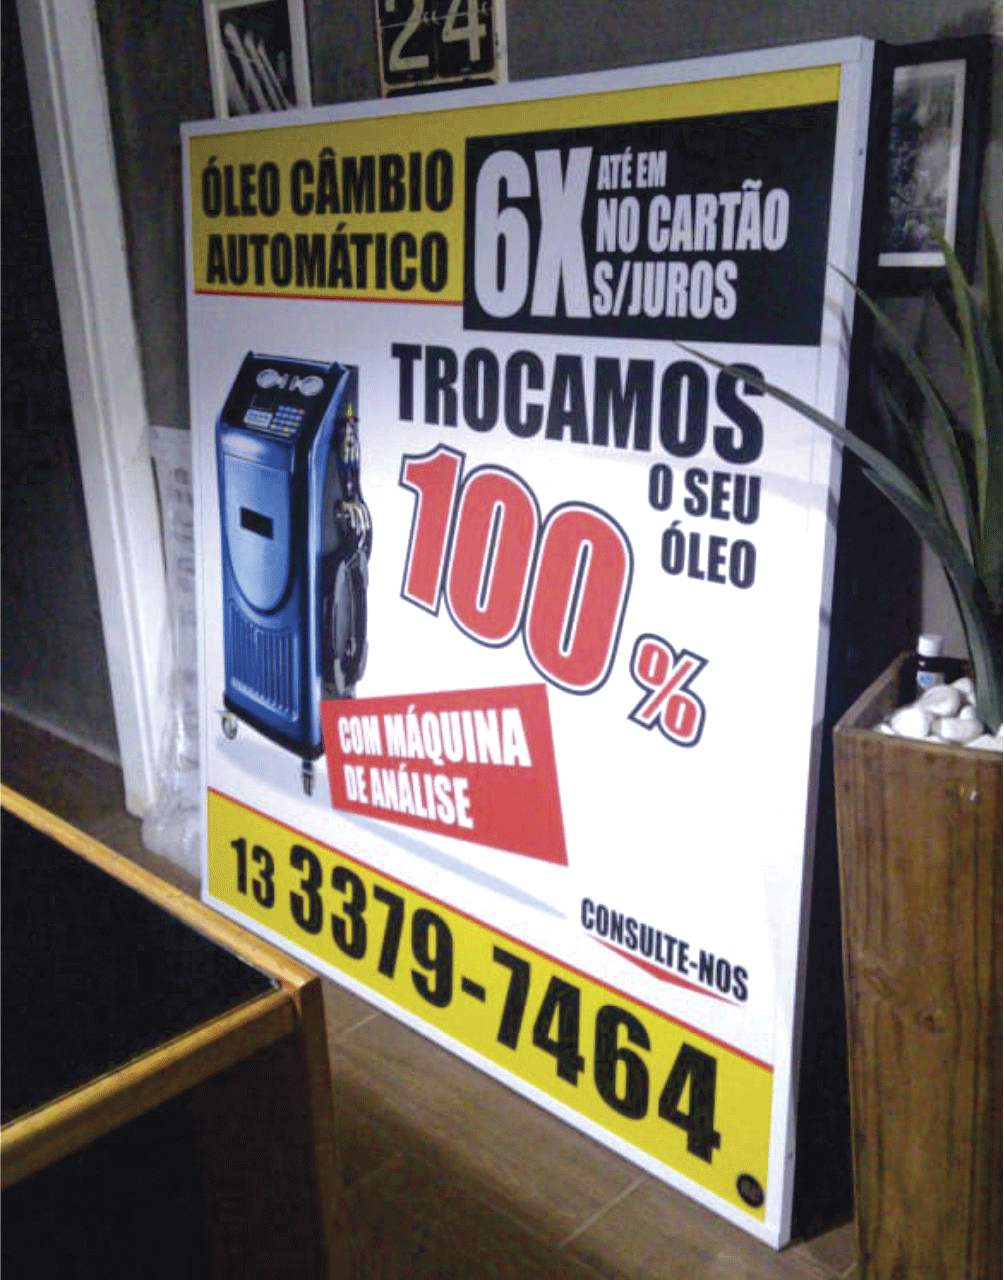 24
ÓLEO CÂMBIO
AUTOMÁTICO
6X
ATÉ EM
NO CARTÃO
S/JUROS
TROCAMOS
O SEU
ÓLEO
100%
COM MÁQUINA
DE ANÁLISE
CONSULTE-NOS
13 3379-7464